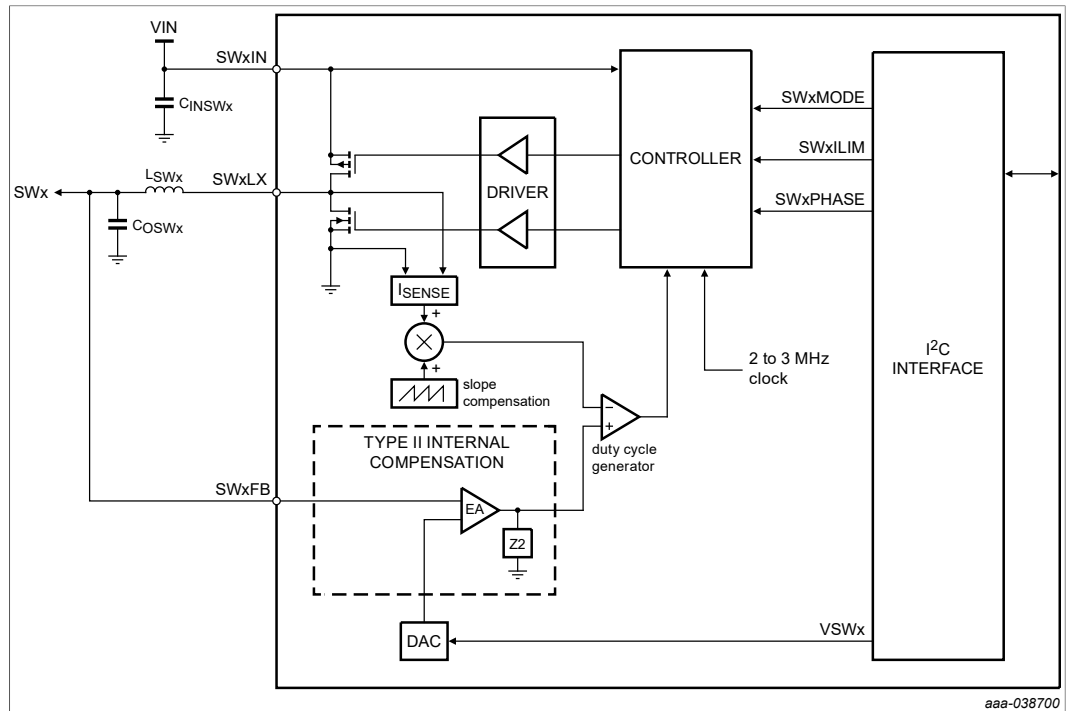 VIN
SWxIN
CINSWx
SWx
LSWx
SWxLX
COSWx
DRIVER
CONTROLLER
SWxMODE
SWxILIM
SWxPHASE
I2C
INTERFACE
ISENSE
+
+
slope
compensation
2 to 3 MHz
clock
−
+
duty cycle
generator
TYPE II INTERNAL
COMPENSATION
SWxFB
EA
Z2
DAC
VSWx
aaa-038700